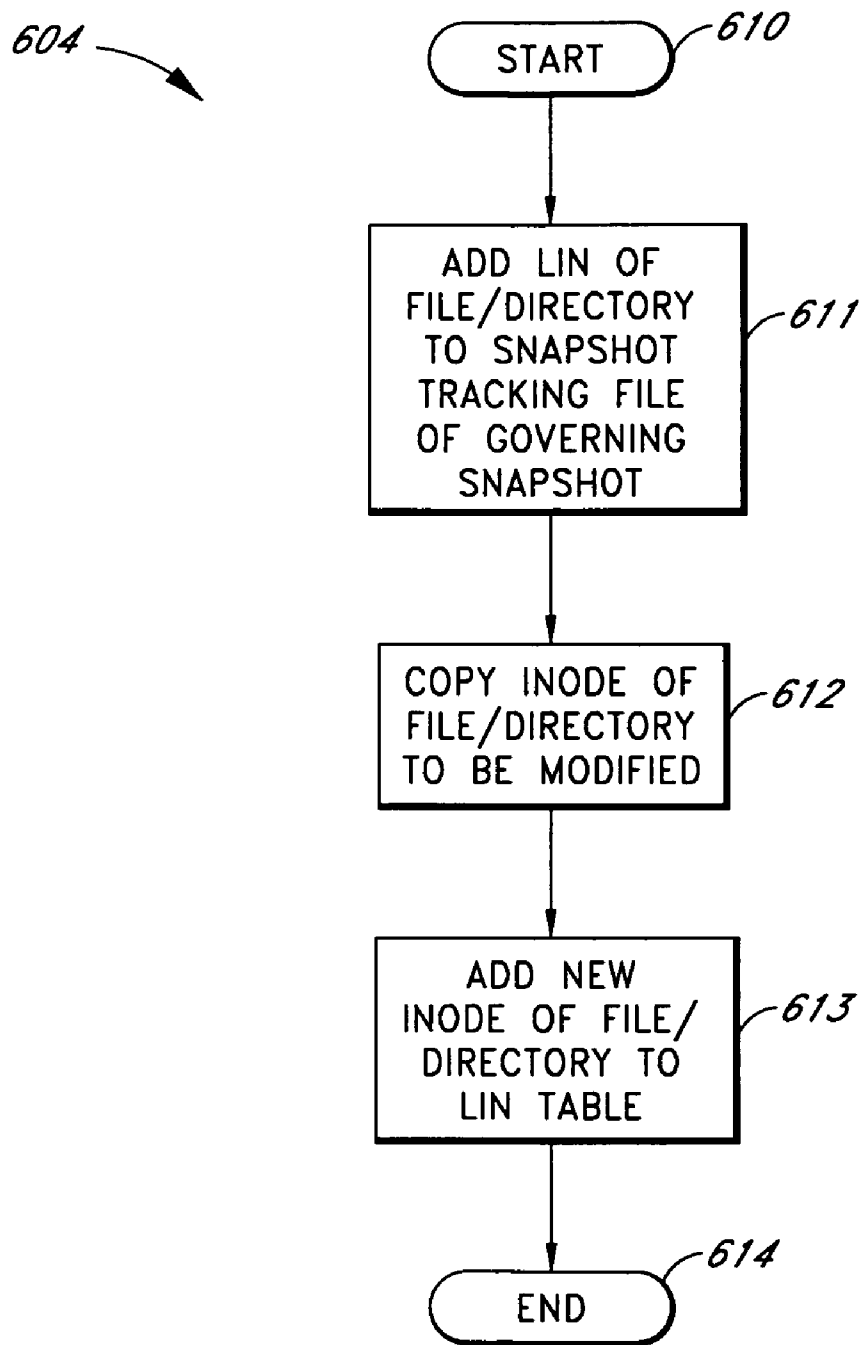 604
610
START
ADD LIN OF
FILE/DIRECTORY
TO SNAPSHOT
TRACKING FILE
OF GOVERNING
SNAPSHOT
611
COPY INODE OF
FILE/DIRECTORY
TO BE MODIFIED
612
ADD NEW
INODE OF FILE/
DIRECTORY TO
LIN TABLE
613
614
END